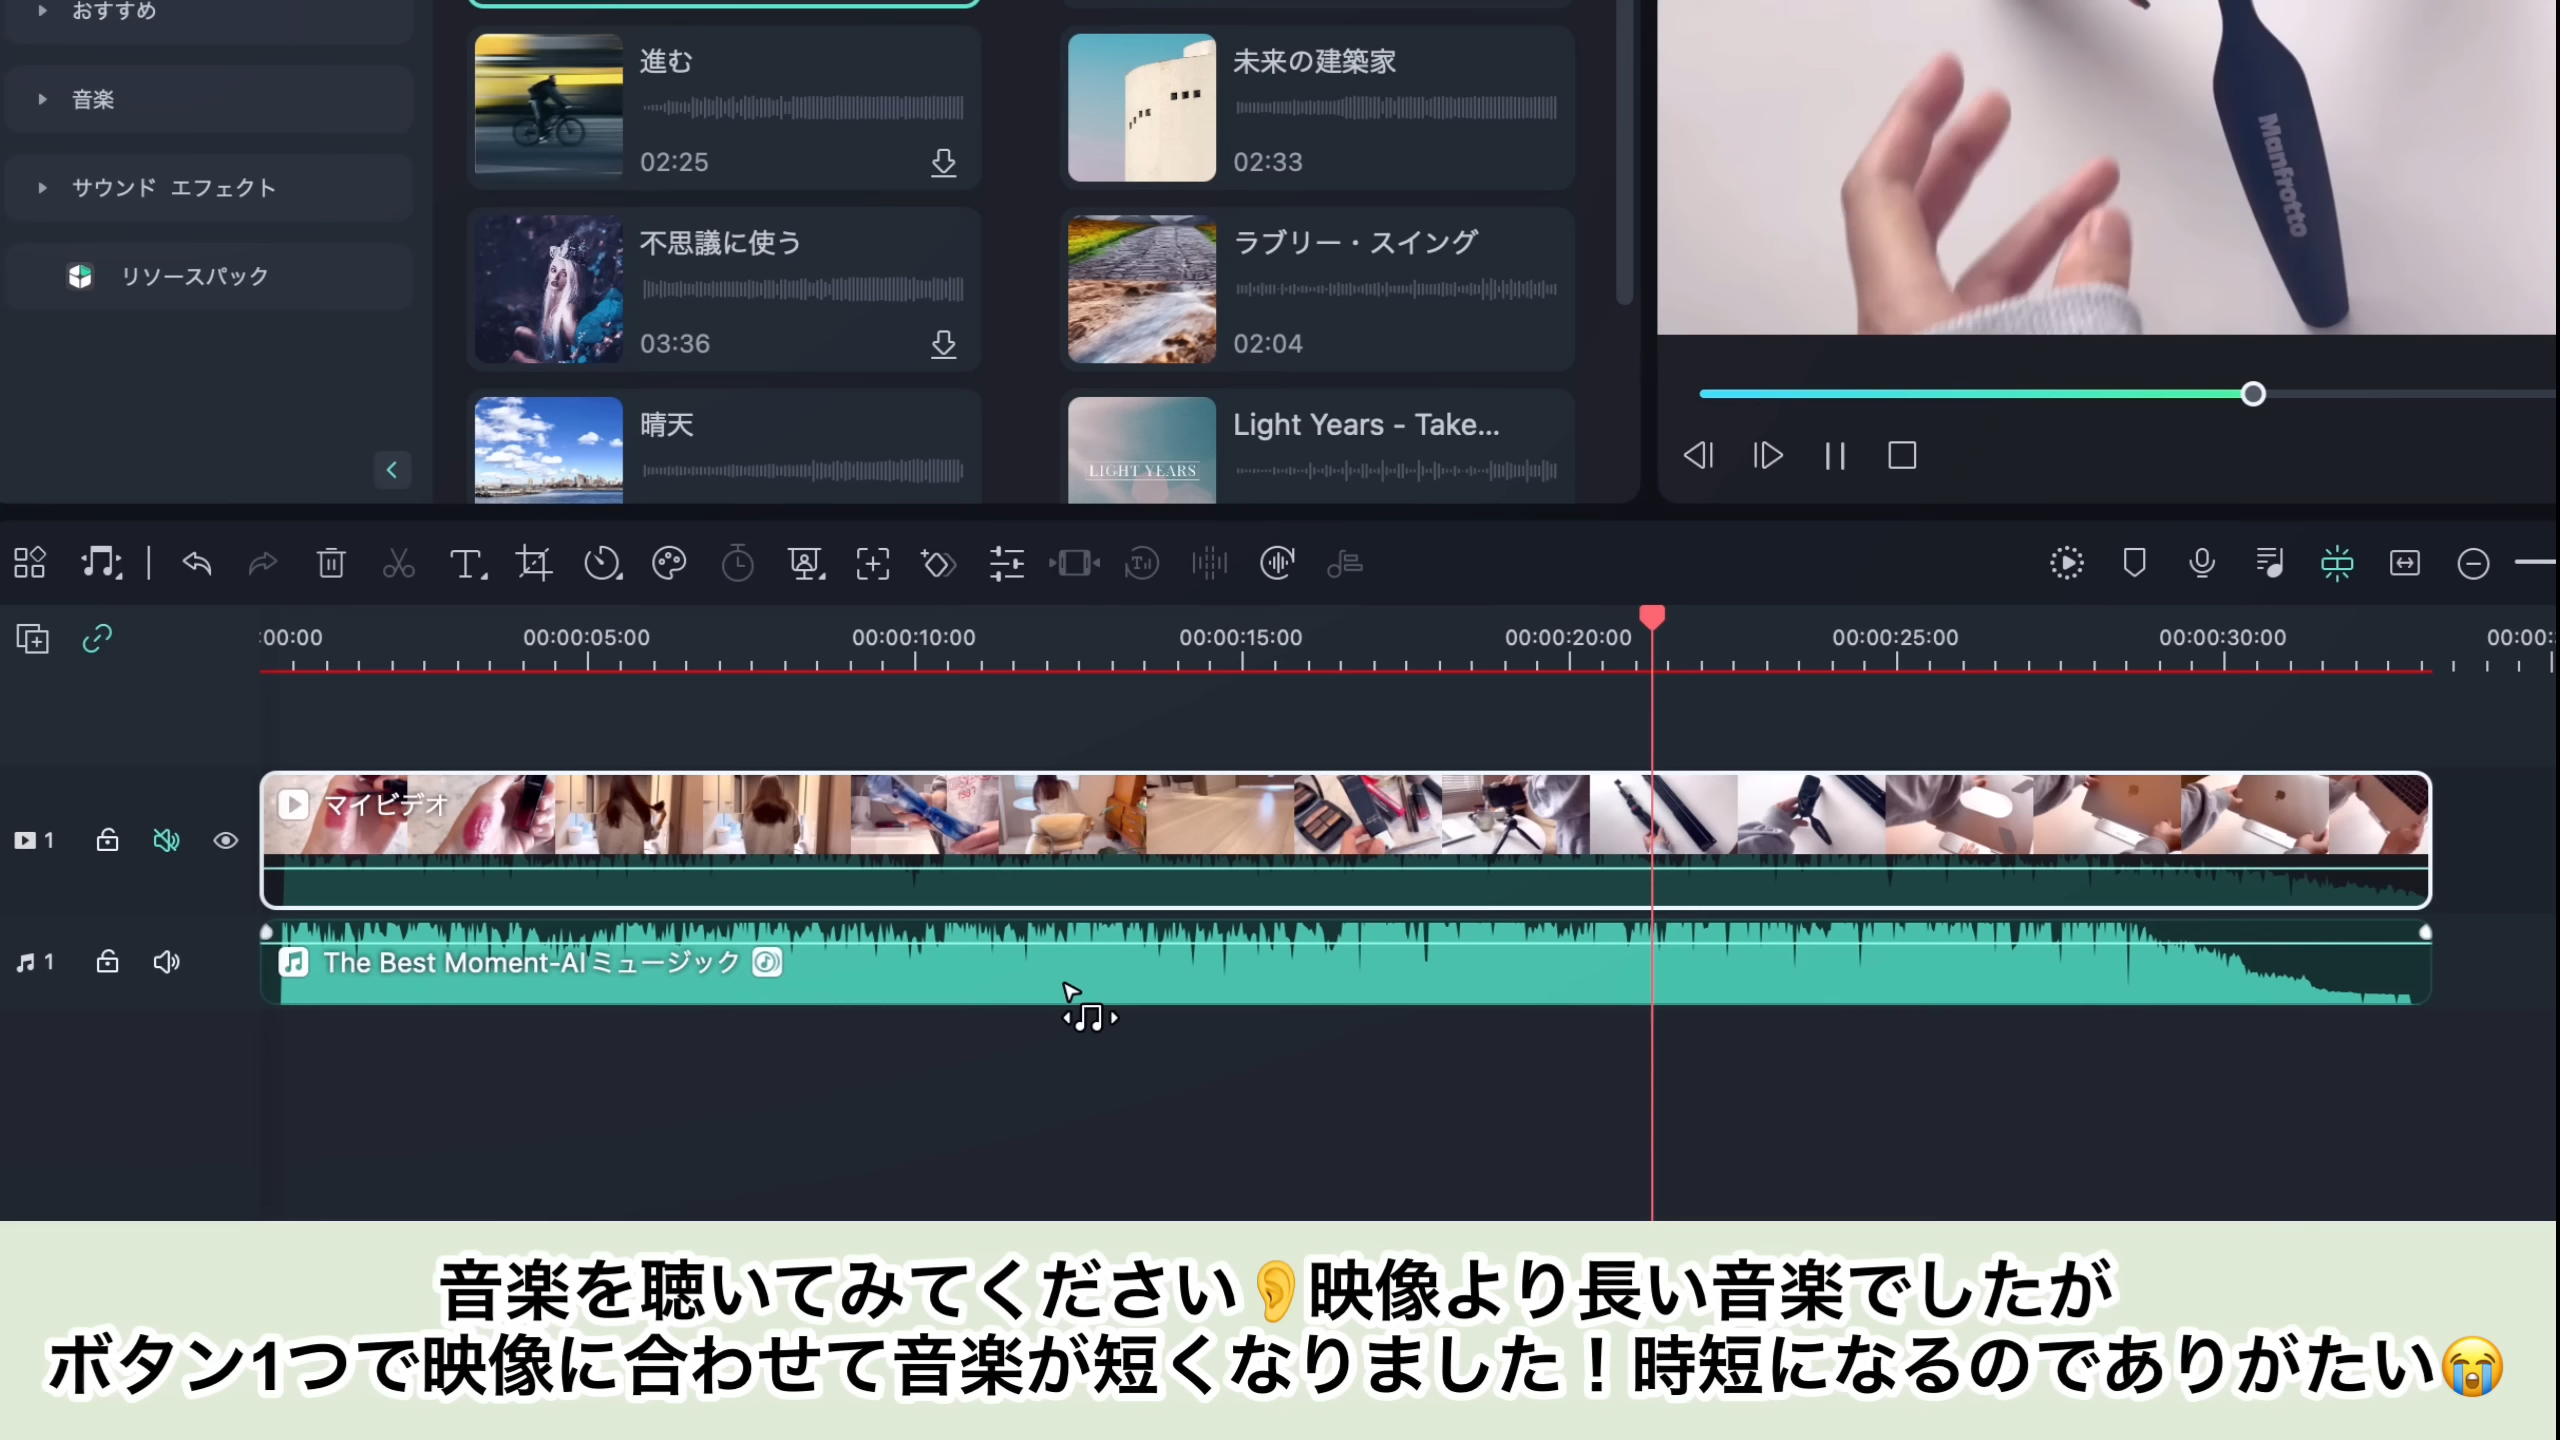 おすすめ
音楽
サウンド エフェクト
リソースパック
進む
02:25
未来の建築家
02:33
不思議に使う
03:36
ラブリー・スイング
02:04
晴天
Light Years - Take...
LIGHT YEARS
Manfrotto
:00:00
00:00:05:00
00:00:10:00
00:00:15:00
00:00:20:00
00:00:25:00
00:00:30:00
00:00:
1
マイビデオ
1
The Best Moment-AIミュージック
音楽を聴いてみてください👂映像より長い音楽でしたが
ボタン1つで映像に合わせて音楽が短くなりました！時短になるのでありがたい😭